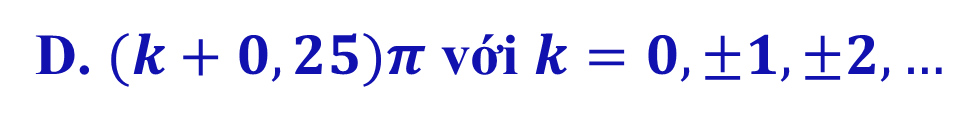 D. (k + 0, 25)π với k = 0, ±1, ±2, ...